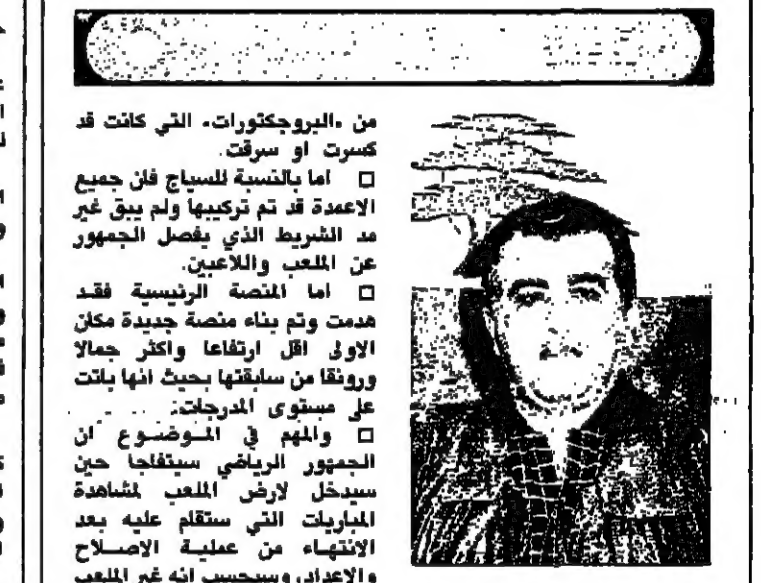 من «البروجكتورات» التي كانت قد
كسرت او سرقت.
□ اما بالنسبة للسياج فان جميع
الاعمدة قد تم تركيبها ولم يبق غير
مد الشريط الذي يفصل الجمهور
عن الملعب واللاعبين.
□ اما المنصة الرئيسية فقد
هدمت وتم بناء منصة جديدة مكان
الاولى اقل ارتفاعا واكثر جمالا
ورونقا من سابقتها بحيث انها باتت
على مستوى المدرجات.
□ والمهم في الموضوع ان
الجمهور الرياضي سيتفاجا حين
سيدخل لارض الملعب لمشاهدة
المباريات التي ستقام عليه بعد
الانتهاء من عملية الاصلاح
والاعداد، وسيحسب انه غير الملعب